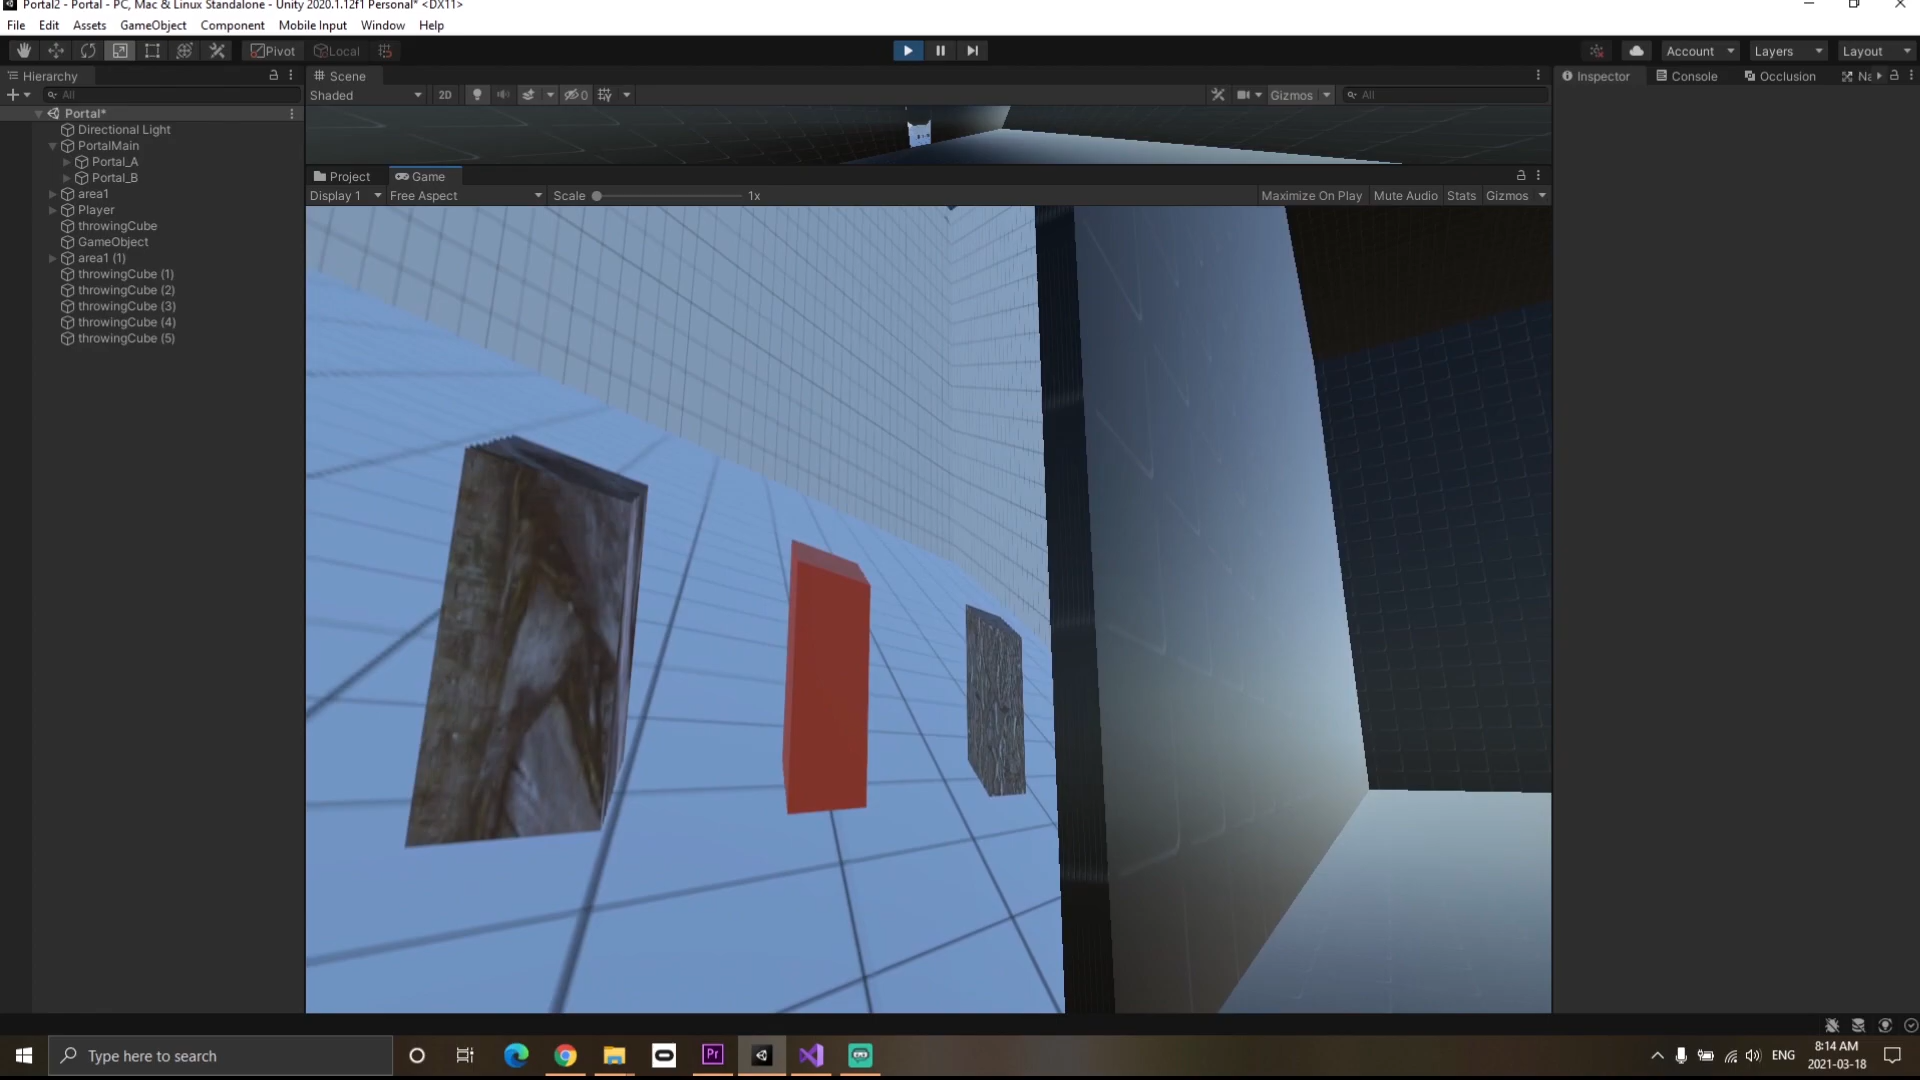 Portal2 - Portal - PC, Mac & Linux Standalone - Unity 2020.1.12f1 Personal* <DX11>
File Edit Assets GameObject Component Mobile Input Window Help
Pivot Local Account Layers Layout
Hierarchy Scene Inspector Console Occlusion
All Shaded 2D 0 Gizmos All
Portal*
Directional Light
PortalMain
Portal_A
Portal_B
Project Game
area1
Display 1 Free Aspect Scale 1x Maximize On Play Mute Audio Stats Gizmos
Player
throwingCube
GameObject
area1 (1)
throwingCube (1)
throwingCube (2)
throwingCube (3)
throwingCube (4)
throwingCube (5)
Type here to search
Pr
ENG
8:14 AM
2021-03-18